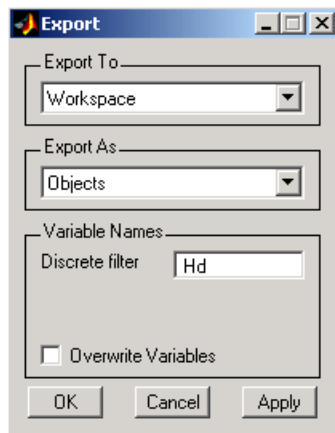 Export
Export To
Workspace
Export As
Objects
Variable Names
Discrete filter Hd
Overwrite Variables
OK Cancel Apply